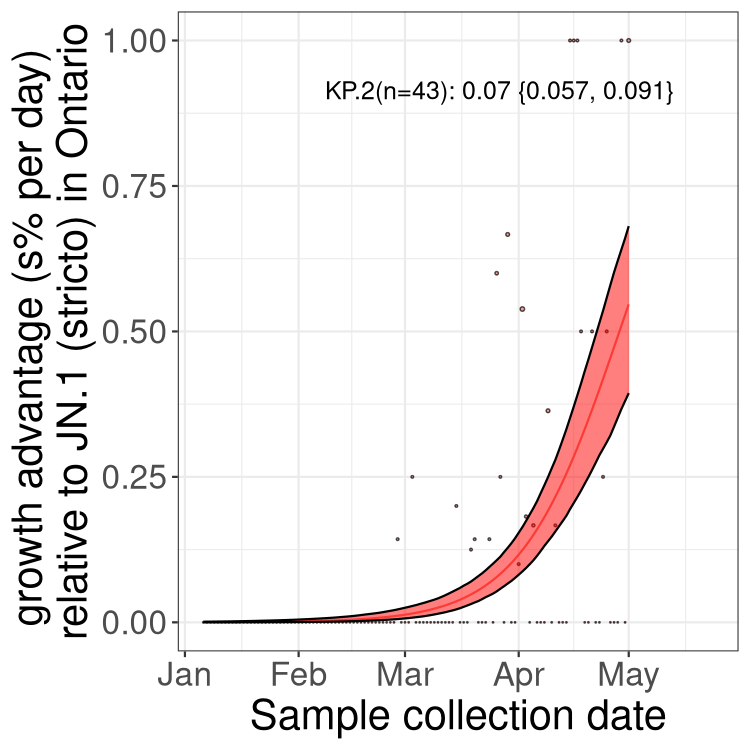 growth advantage (s% per day)
relative to JN.1 (stricto) in Ontario
1.00
0.75
0.50
0.25
0.00
KP.2(n=43): 0.07 {0.057, 0.091}
Jan Feb Mar Apr May
Sample collection date